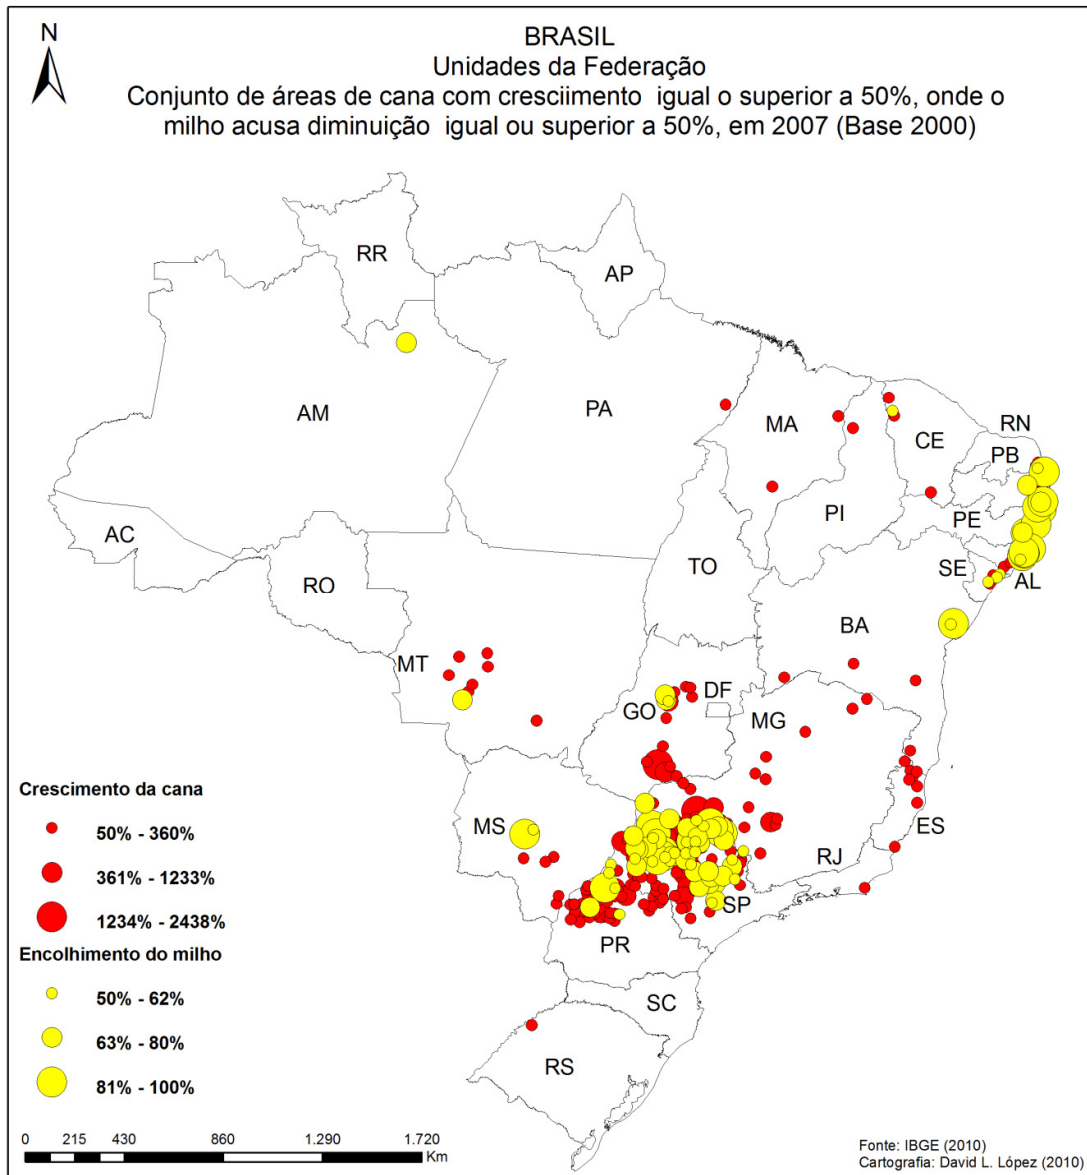 N
BRASIL
Unidades da Federação
Conjunto de áreas de cana com cresciimento igual o superior a 50%, onde o
milho acusa diminuição igual ou superior a 50%, em 2007 (Base 2000)
RR
AP
AM
PA
MA
CE
RN
PB
PI
PE
AC
TO
SE
AL
RO
BA
MT
DF
GO
MG
Crescimento da cana
50% - 360%
361% - 1233%
1234% - 2438%
MS
ES
RJ
SP
PR
Encolhimento do milho
50% - 62%
63% - 80%
81% - 100%
SC
RS
0 215 430 860 1.290 1.720
Km
Fonte: IBGE (2010)
Cartografia: David L. López (2010)